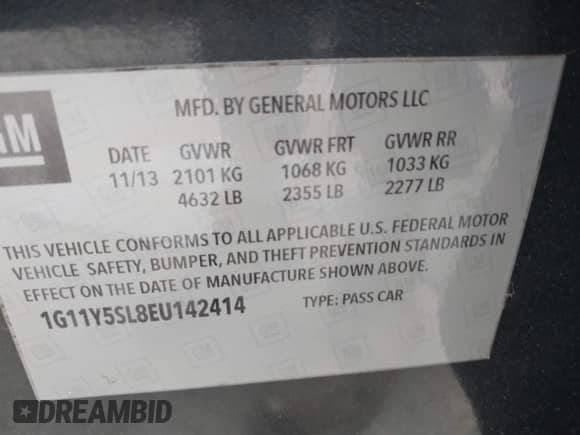 GM
MFD. BY GENERAL MOTORS LLC
DATE GVWR GVWR FRT GVWR RR
11/13 2101 KG 1068 KG 1033 KG
4632 LB 2355 LB 2277 LB
THIS VEHICLE CONFORMS TO ALL APPLICABLE U.S. FEDERAL MOTOR
VEHICLE SAFETY, BUMPER, AND THEFT PREVENTION STANDARDS IN
EFFECT ON THE DATE OF MANUFACTURE SHOWN ABOVE.
1G11Y5SL8EU142414 TYPE: PASS CAR
DREAMBID